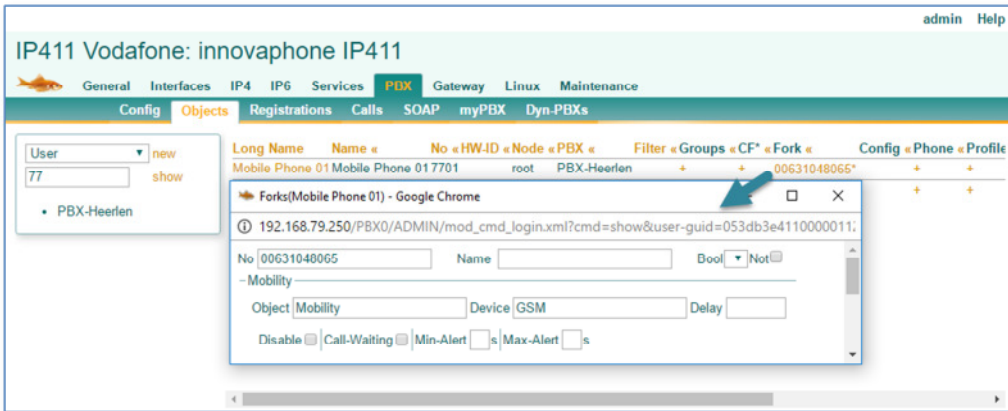 admin Help
IP411 Vodafone: innovaphone IP411
General Interfaces IP4 IP6 Services PBX Gateway Linux Maintenance
Config Objects Registrations Calls SOAP myPBX Dyn-PBXs
User new
77 show
• PBX-Heerlen
Long Name Name « No « HW-ID « Node « PBX « Filter « Groups « CF* « Fork « Config « Phone « Profile
Mobile Phone 01 Mobile Phone 01 7701 root PBX-Heerlen + + 00631048065* + +
+ +
Forks(Mobile Phone 01) - Google Chrome
192.168.79.250/PBX0/ADMIN/mod_cmd_login.xml?cmd=show&user-guid=053db3e4110000011
No 00631048065 Name Bool Not
Mobility
Object Mobility Device GSM Delay
Disable Call-Waiting Min-Alert s Max-Alert s